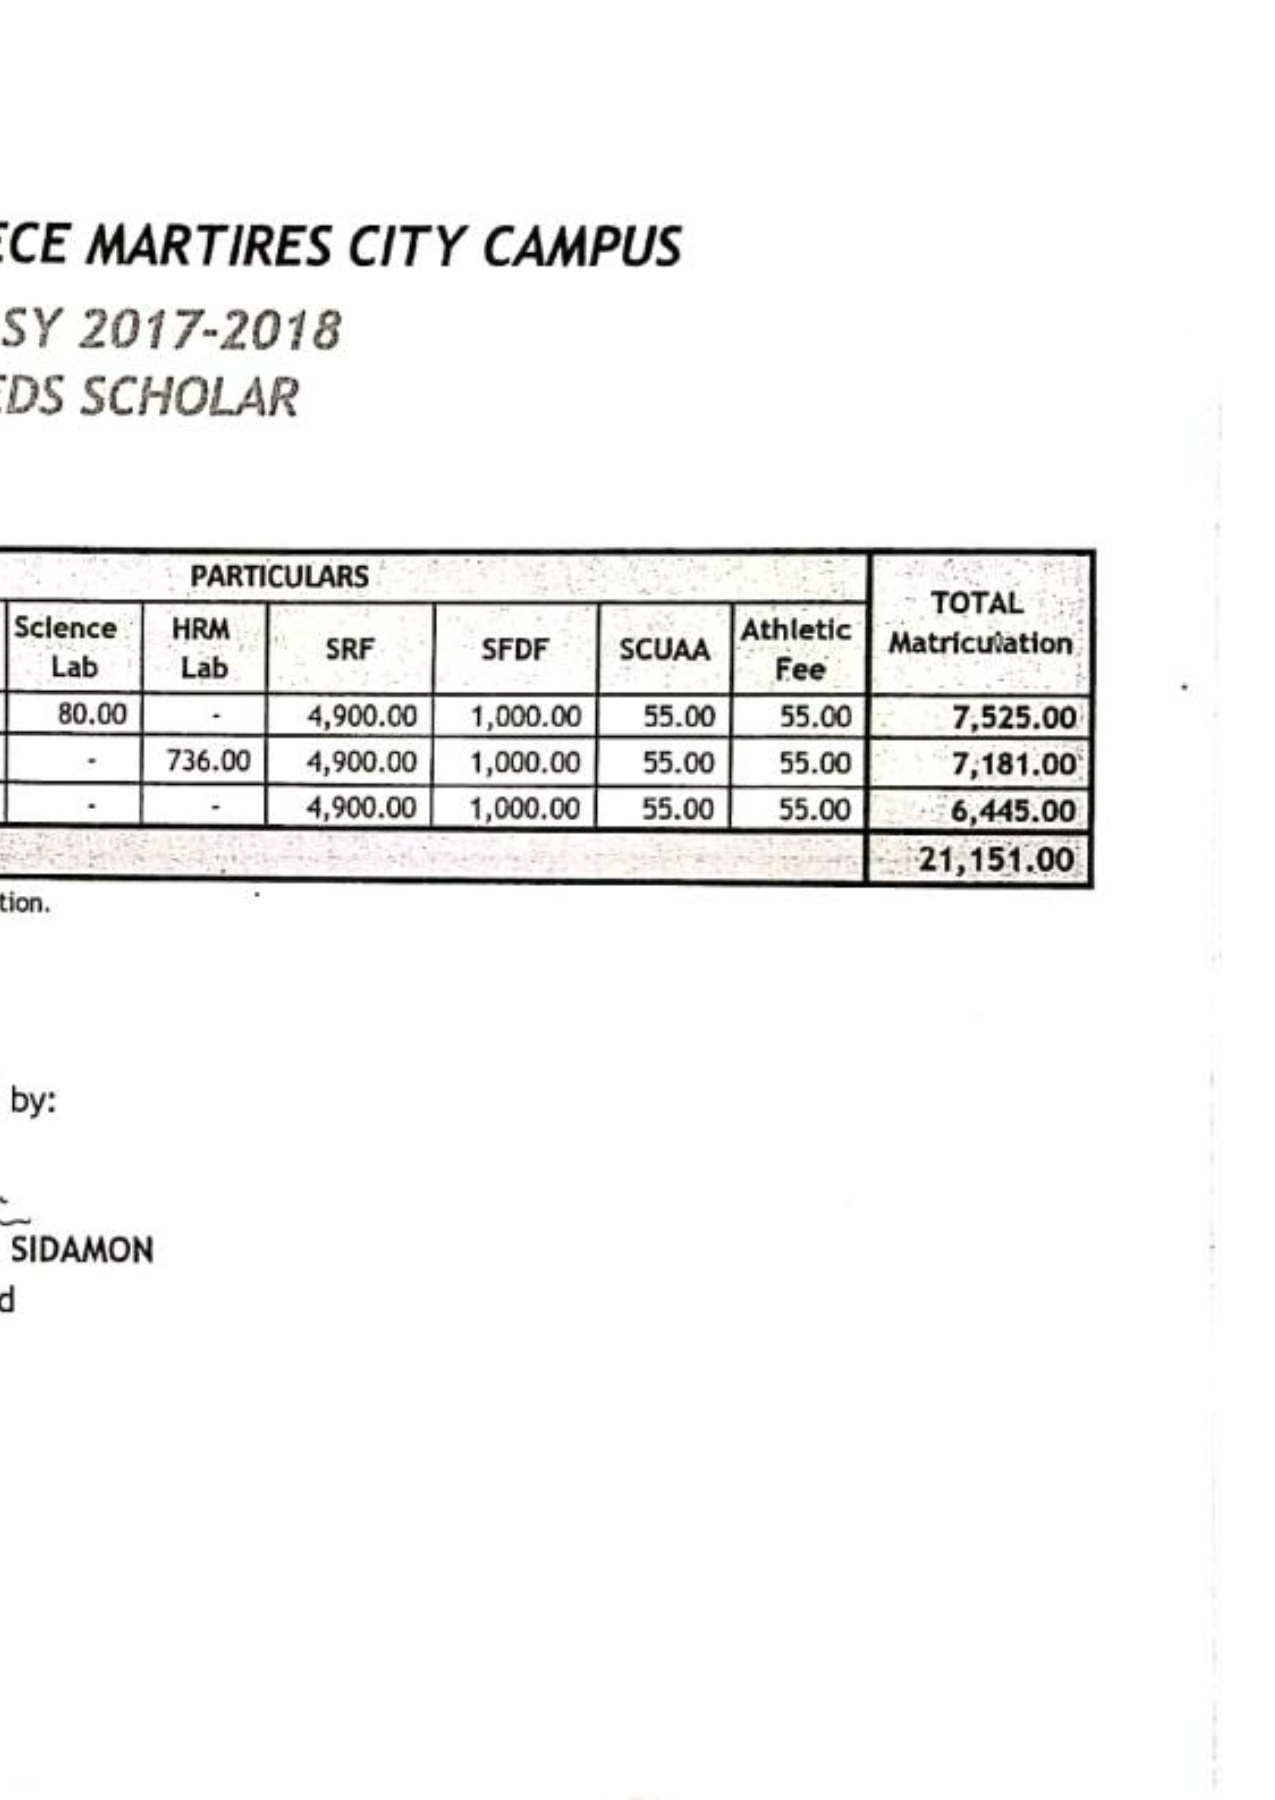 ECE MARTIRES CITY CAMPUS
SY 2017-2018
EDS SCHOLAR
PARTICULARS
TOTAL Matriculation
Science Lab HRM Lab SRF SFDF SCUAA Athletic Fee
80.00 - 4,900.00 1,000.00 55.00 55.00 7,525.00
- 736.00 4,900.00 1,000.00 55.00 55.00 7,181.00
- - 4,900.00 1,000.00 55.00 55.00 6,445.00
21,151.00
tion.
by:
SIDAMON
d